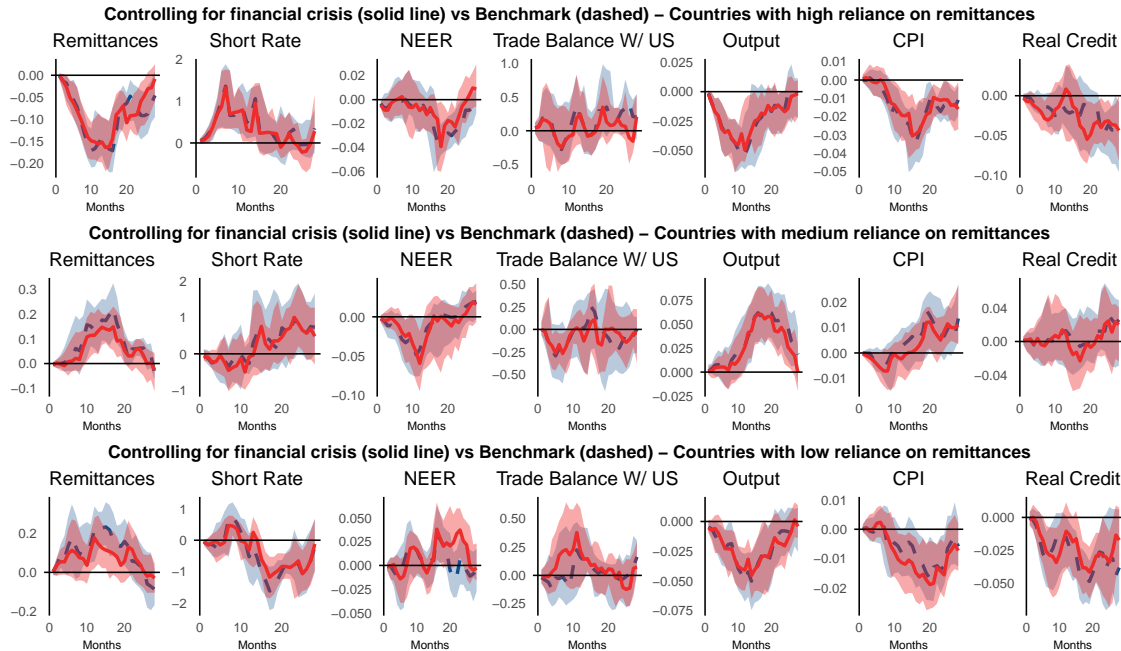 Controlling for financial crisis (solid line) vs Benchmark (dashed) – Countries with high reliance on remittances
Remittances Short Rate NEER Trade Balance W/ US Output CPI Real Credit
0.00 −0.05 −0.10 −0.15 −0.20
2 1 0
0.02 0.00 −0.02 −0.04 −0.06
1.0 0.5 0.0 −0.5
0.025 0.000 −0.025 −0.050
0.01 0.00 −0.01 −0.02 −0.03 −0.04 −0.05
0.00 −0.05 −0.10
0 10 20 0 10 20 0 10 20 0 10 20 0 10 20 0 10 20 0 10 20
Months Months Months Months Months Months Months
Controlling for financial crisis (solid line) vs Benchmark (dashed) – Countries with medium reliance on remittances
Remittances Short Rate NEER Trade Balance W/ US Output CPI Real Credit
0.3 0.2 0.1 0.0 −0.1
2 1 0 −1
0.00 −0.05 −0.10
0.50 0.25 0.00 −0.25 −0.50
0.075 0.050 0.025 0.000 −0.025
0.02 0.01 0.00 −0.01
0.04 0.00 −0.04
0 10 20 0 10 20 0 10 20 0 10 20 0 10 20 0 10 20 0 10 20
Months Months Months Months Months Months Months
Controlling for financial crisis (solid line) vs Benchmark (dashed) – Countries with low reliance on remittances
Remittances Short Rate NEER Trade Balance W/ US Output CPI Real Credit
0.2 0.0 −0.2
1 0 −1 −2
0.050 0.025 0.000 −0.025 −0.050
0.50 0.25 0.00 −0.25
0.000 −0.025 −0.050 −0.075
0.01 0.00 −0.01 −0.02
0.000 −0.025 −0.050
0 10 20 0 10 20 0 10 20 0 10 20 0 10 20 0 10 20 0 10 20
Months Months Months Months Months Months Months